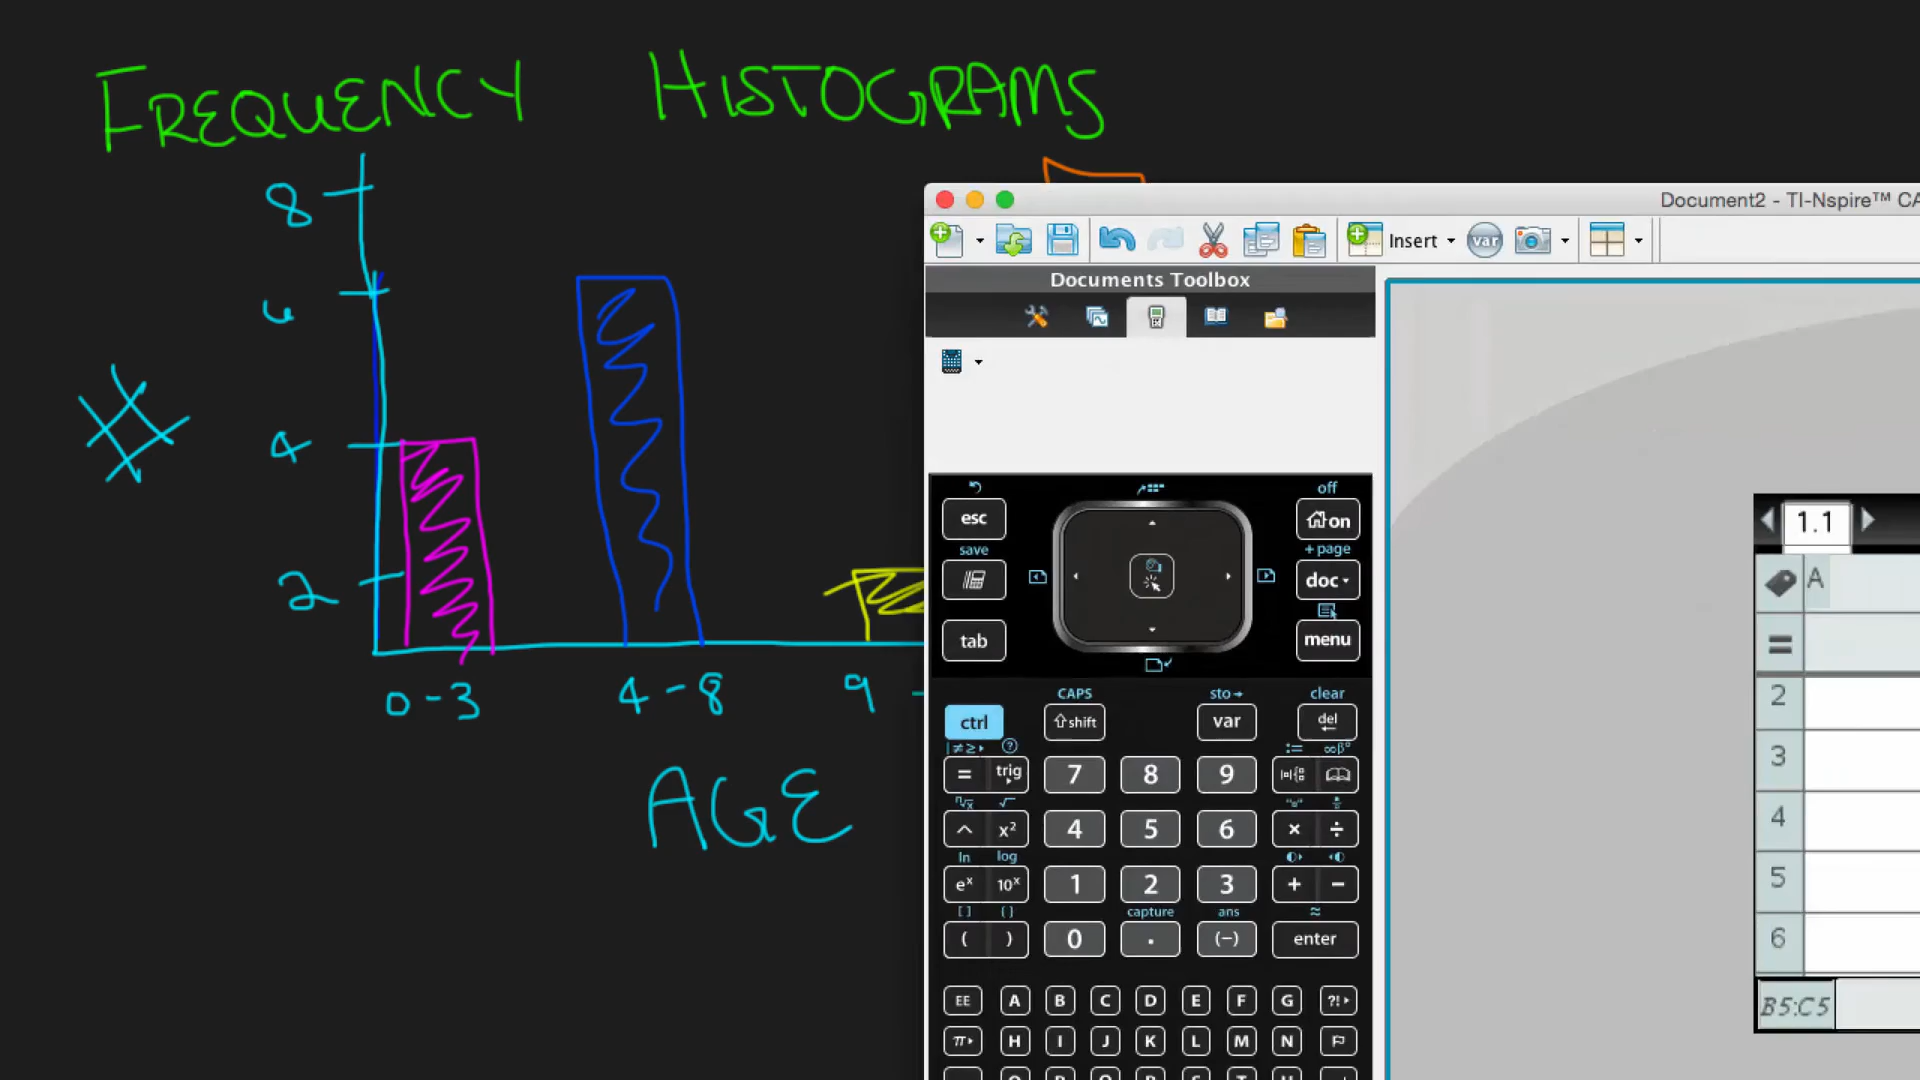 FREQUENCY HISTOGRAMS
8
6
4
2
#
0-3
4-8
9 -
AGE
Document2 - TI-Nspire™ CA
Insert
var
Documents Toolbox
off
esc
on
save
+ page
doc
tab
menu
CAPS
sto→
clear
ctrl
shift
var
del
|≠≥▸
:=
∞β°
=
trig
7
8
9
√
^
x²
4
5
6
×
÷
ln
log
eˣ
10ˣ
1
2
3
+
−
[ ]
{ }
capture
ans
≈
(
)
0
.
(−)
enter
EE
A
B
C
D
E
F
G
?!▸
π▸
H
I
J
K
L
M
N
1.1
A
=
2
3
4
5
6
B5:C5